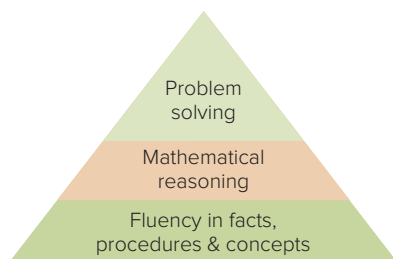 Problem
solving
Mathematical
reasoning
Fluency in facts,
procedures & concepts